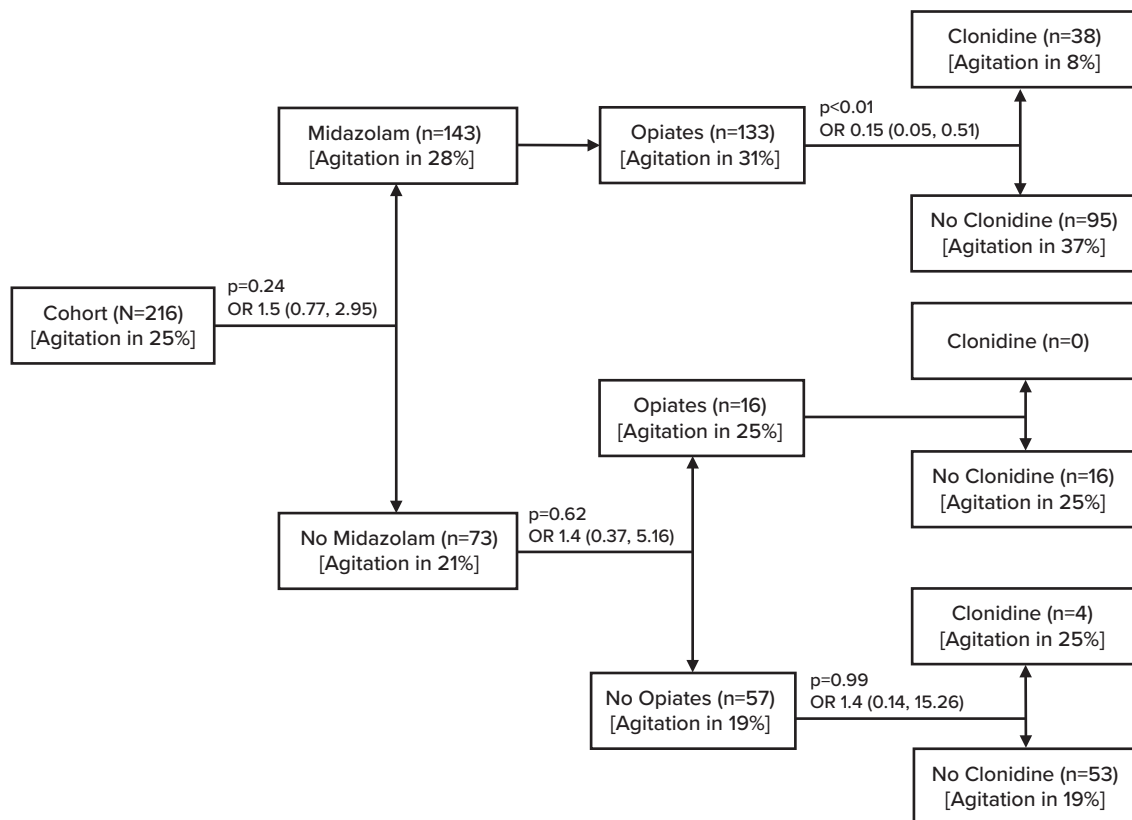 Clonidine (n=38)
[Agitation in 8%]
p<0.01
OR 0.15 (0.05, 0.51)
Midazolam (n=143)
[Agitation in 28%]
Opiates (n=133)
[Agitation in 31%]
No Clonidine (n=95)
[Agitation in 37%]
p=0.24
OR 1.5 (0.77, 2.95)
Cohort (N=216)
[Agitation in 25%]
Clonidine (n=0)
Opiates (n=16)
[Agitation in 25%]
No Clonidine (n=16)
[Agitation in 25%]
p=0.62
OR 1.4 (0.37, 5.16)
No Midazolam (n=73)
[Agitation in 21%]
Clonidine (n=4)
[Agitation in 25%]
p=0.99
OR 1.4 (0.14, 15.26)
No Opiates (n=57)
[Agitation in 19%]
No Clonidine (n=53)
[Agitation in 19%]